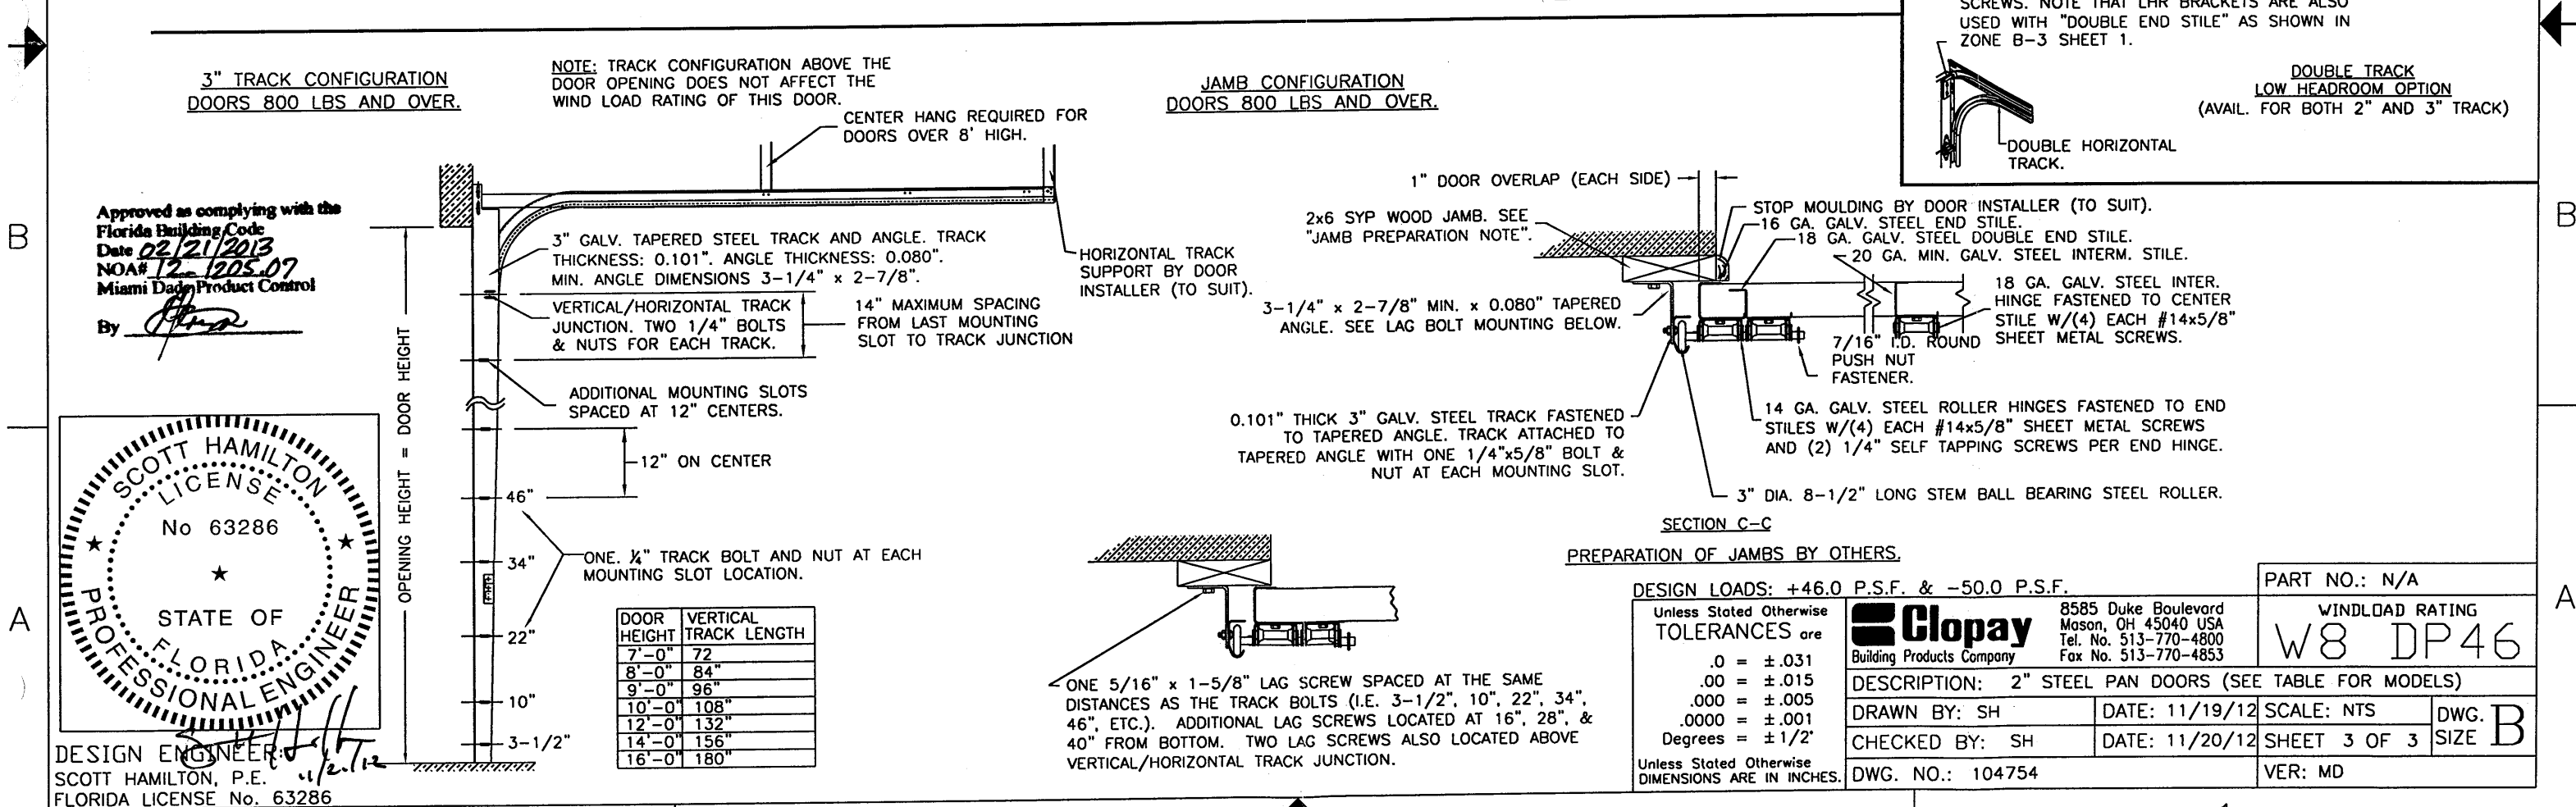 SCREWS. NOTE THAT LHR BRACKETS ARE ALSO
USED WITH "DOUBLE END STILE" AS SHOWN IN
ZONE B-3 SHEET 1.
DOUBLE TRACK
LOW HEADROOM OPTION
(AVAIL. FOR BOTH 2" AND 3" TRACK)
DOUBLE HORIZONTAL
TRACK.
3" TRACK CONFIGURATION
DOORS 800 LBS AND OVER.
NOTE: TRACK CONFIGURATION ABOVE THE
DOOR OPENING DOES NOT AFFECT THE
WIND LOAD RATING OF THIS DOOR.
CENTER HANG REQUIRED FOR
DOORS OVER 8' HIGH.
B
Approved as complying with the
Florida Building Code
Date 02/21/2013
NOA# 12-1205.07
Miami Dade Product Control
By
3" GALV. TAPERED STEEL TRACK AND ANGLE. TRACK
THICKNESS: 0.101". ANGLE THICKNESS: 0.080".
MIN. ANGLE DIMENSIONS 3-1/4" x 2-7/8".
HORIZONTAL TRACK
SUPPORT BY DOOR
INSTALLER (TO SUIT).
VERTICAL/HORIZONTAL TRACK
JUNCTION. TWO 1/4" BOLTS
& NUTS FOR EACH TRACK.
14" MAXIMUM SPACING
FROM LAST MOUNTING
SLOT TO TRACK JUNCTION
ADDITIONAL MOUNTING SLOTS
SPACED AT 12" CENTERS.
12" ON CENTER
OPENING HEIGHT = DOOR HEIGHT
46"
34"
22"
10"
3-1/2"
ONE. ¼" TRACK BOLT AND NUT AT EACH
MOUNTING SLOT LOCATION.
DOOR HEIGHT VERTICAL TRACK LENGTH
7'-0" 72
8'-0" 84"
9'-0" 96"
10'-0" 108"
12'-0" 132"
14'-0" 156"
16'-0" 180"
A
SCOTT HAMILTON
LICENSE
No 63286
STATE OF
FLORIDA
PROFESSIONAL ENGINEER
DESIGN ENGINEER:
11/21/12
SCOTT HAMILTON, P.E.
FLORIDA LICENSE No. 63286
JAMB CONFIGURATION
DOORS 800 LBS AND OVER.
1" DOOR OVERLAP (EACH SIDE)
2x6 SYP WOOD JAMB. SEE
"JAMB PREPARATION NOTE".
3-1/4" x 2-7/8" MIN. x 0.080" TAPERED
ANGLE. SEE LAG BOLT MOUNTING BELOW.
STOP MOULDING BY DOOR INSTALLER (TO SUIT).
16 GA. GALV. STEEL END STILE.
18 GA. GALV. STEEL DOUBLE END STILE.
20 GA. MIN. GALV. STEEL INTERM. STILE.
18 GA. GALV. STEEL INTER.
HINGE FASTENED TO CENTER
STILE W/(4) EACH #14x5/8"
SHEET METAL SCREWS.
7/16" I.D. ROUND
PUSH NUT
FASTENER.
0.101" THICK 3" GALV. STEEL TRACK FASTENED
TO TAPERED ANGLE. TRACK ATTACHED TO
TAPERED ANGLE WITH ONE 1/4"x5/8" BOLT &
NUT AT EACH MOUNTING SLOT.
14 GA. GALV. STEEL ROLLER HINGES FASTENED TO END
STILES W/(4) EACH #14x5/8" SHEET METAL SCREWS
AND (2) 1/4" SELF TAPPING SCREWS PER END HINGE.
3" DIA. 8-1/2" LONG STEM BALL BEARING STEEL ROLLER.
SECTION C-C
PREPARATION OF JAMBS BY OTHERS.
ONE 5/16" x 1-5/8" LAG SCREW SPACED AT THE SAME
DISTANCES AS THE TRACK BOLTS (I.E. 3-1/2", 10", 22", 34",
46", ETC.). ADDITIONAL LAG SCREWS LOCATED AT 16", 28", &
40" FROM BOTTOM. TWO LAG SCREWS ALSO LOCATED ABOVE
VERTICAL/HORIZONTAL TRACK JUNCTION.
DESIGN LOADS: +46.0 P.S.F. & -50.0 P.S.F.
Unless Stated Otherwise
TOLERANCES are
.0 = ±.031
.00 = ±.015
.000 = ±.005
.0000 = ±.001
Degrees = ±1/2°
Unless Stated Otherwise
DIMENSIONS ARE IN INCHES.
Clopay
Building Products Company
8585 Duke Boulevard
Mason, OH 45040 USA
Tel. No. 513-770-4800
Fax No. 513-770-4853
PART NO.: N/A
WINDLOAD RATING
W8 DP46
DESCRIPTION: 2" STEEL PAN DOORS (SEE TABLE FOR MODELS)
DRAWN BY: SH DATE: 11/19/12 SCALE: NTS
CHECKED BY: SH DATE: 11/20/12 SHEET 3 OF 3
DWG. SIZE B
DWG. NO.: 104754 VER: MD
B
A